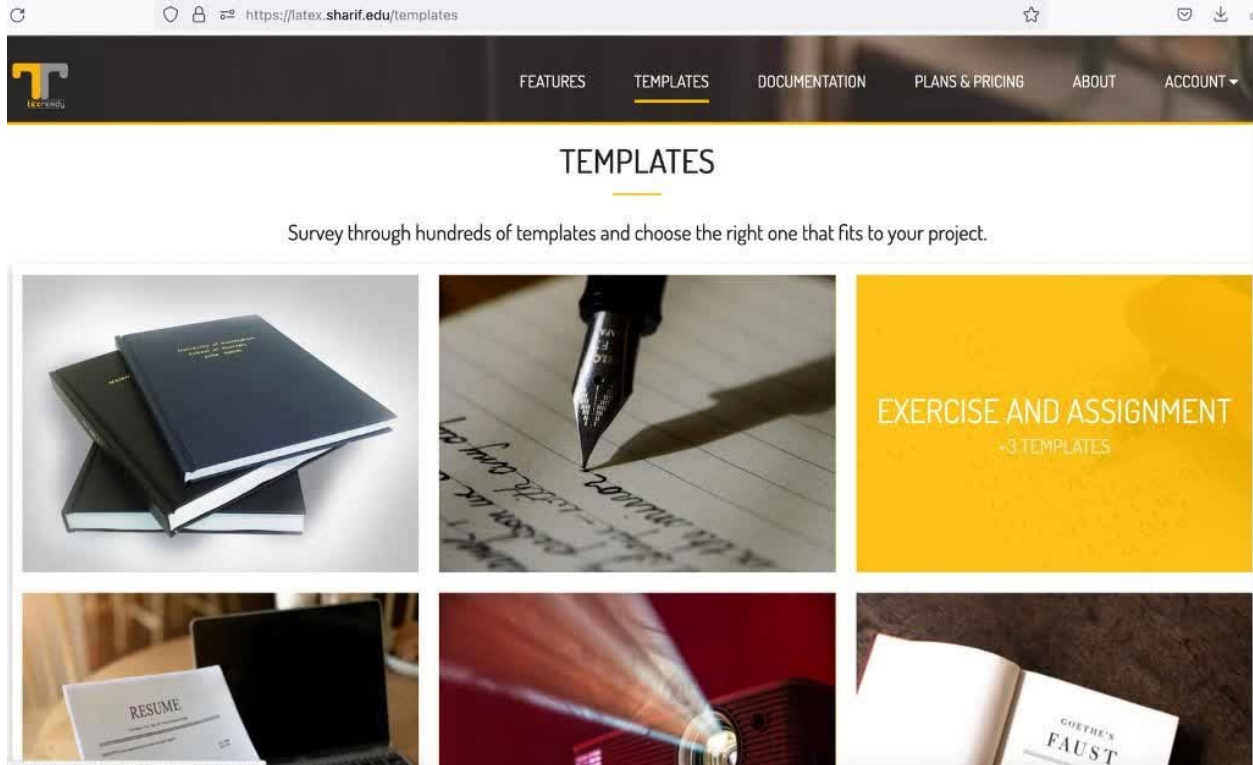 https://latex.sharif.edu/templates
texready
FEATURES
TEMPLATES
DOCUMENTATION
PLANS & PRICING
ABOUT
ACCOUNT
TEMPLATES
Survey through hundreds of templates and choose the right one that fits to your project.
EXERCISE AND ASSIGNMENT
+3 TEMPLATES
RESUME
GOETHE'S
FAUST